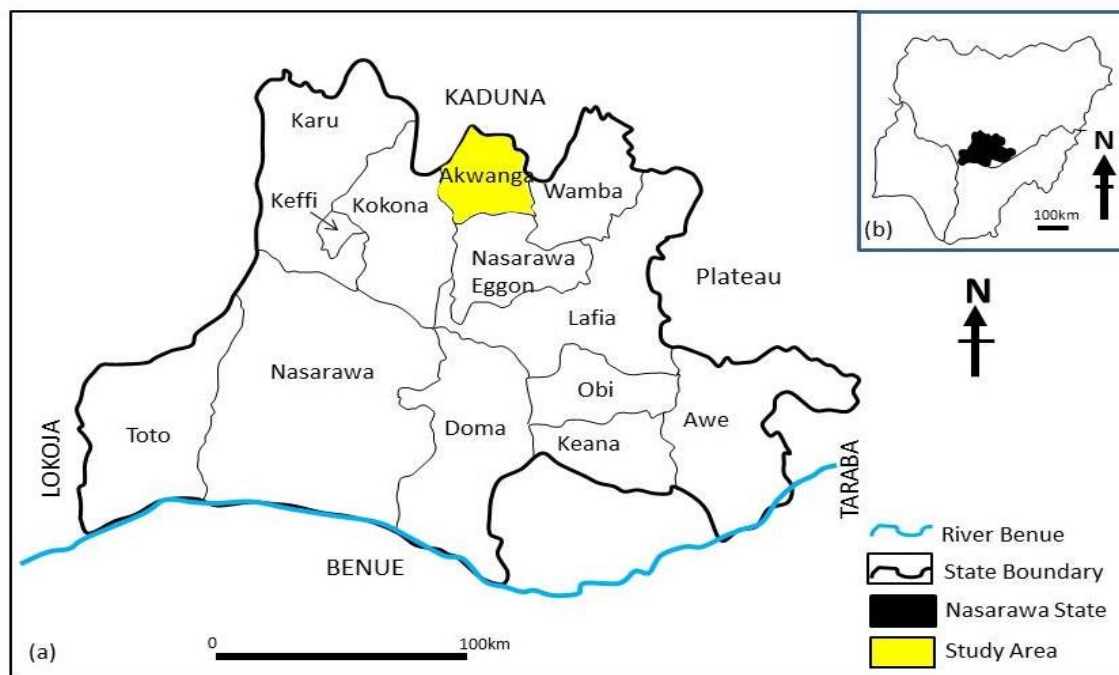 KADUNA
Karu
Akwanga
Wamba
Keffi
Kokona
Nasarawa
Eggon
Plateau
Lafia
Nasarawa
Obi
Toto
Doma
Keana
Awe
LOKOJA
TARABA
BENUE
0
100km
(a)
N
100km
(b)
N
River Benue
State Boundary
Nasarawa State
Study Area